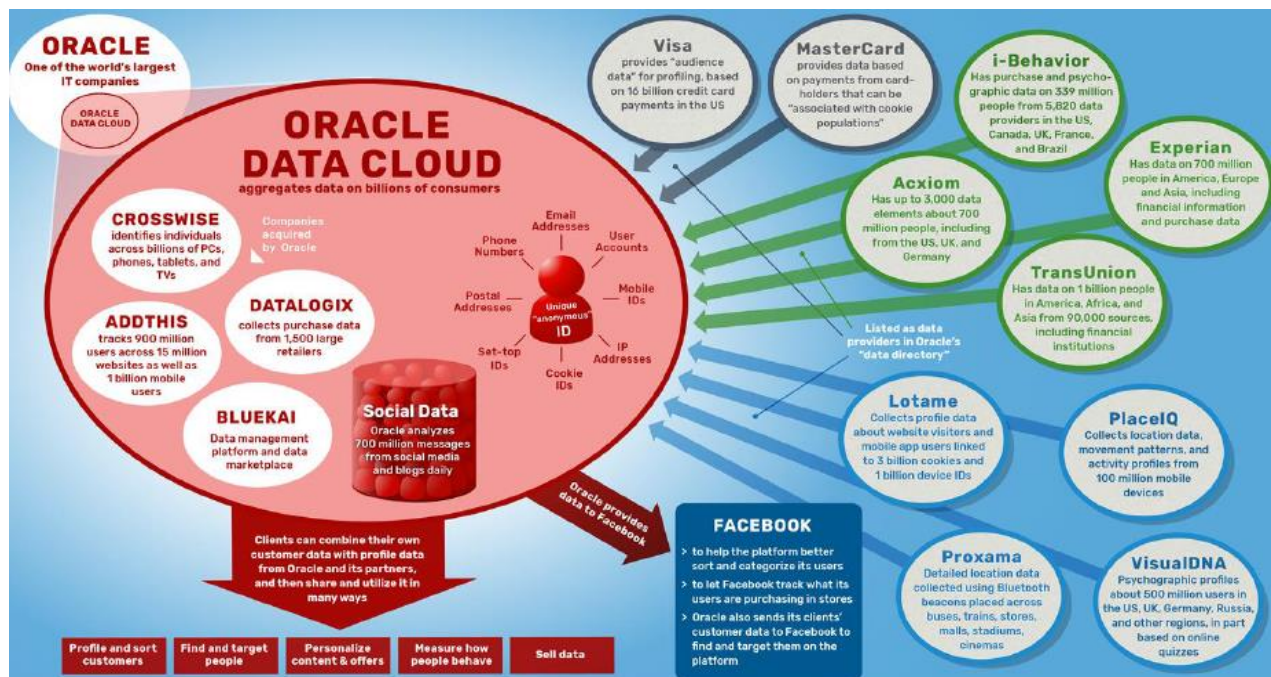 ORACLE
One of the world's largest
IT companies
ORACLE
DATA CLOUD
ORACLE
DATA CLOUD
aggregates data on billions of consumers
CROSSWISE
identifies individuals
across billions of PCs,
phones, tablets, and
TVs
Companies
acquired
by Oracle
DATALOGIX
collects purchase data
from 1,500 large
retailers
ADDTHIS
tracks 900 million
users across 15 million
websites as well as
1 billion mobile
users
BLUEKAI
Data management
platform and data
marketplace
Email
Addresses
Phone
Numbers
User
Accounts
Postal
Addresses
Mobile
IDs
Unique
"anonymous"
ID
Set-top
IDs
Cookie
IDs
IP
Addresses
Social Data
Oracle analyzes
700 million messages
from social media
and blogs daily
Visa
provides "audience
data" for profiling, based
on 16 billion credit card
payments in the US
MasterCard
provides data based
on payments from card-
holders that can be
"associated with cookie
populations"
i-Behavior
Has purchase and psycho-
graphic data on 339 million
people from 5,820 data
providers in the US,
Canada, UK, France,
and Brazil
Experian
Has data on 700 million
people in America, Europe
and Asia, including
financial information
and purchase data
Acxiom
Has up to 3,000 data
elements about 700
million people, including
from the US, UK, and
Germany
TransUnion
Has data on 1 billion people
in America, Africa, and
Asia from 90,000 sources,
including financial
institutions
Listed as data
providers in Oracle's
"data directory"
Lotame
Collects profile data
about website visitors and
mobile app users linked
to 3 billion cookies and
1 billion device IDs
PlaceIQ
Collects location data,
movement patterns, and
activity profiles from
100 million mobile
devices
Proxama
Detailed location data
collected using Bluetooth
beacons placed across
buses, trains, stores,
malls, stadiums,
cinemas
VisualDNA
Psychographic profiles
about 500 million users in
the US, UK, Germany, Russia,
and other regions, in part
based on online
quizzes
Oracle provides
data to Facebook
FACEBOOK
> to help the platform better
sort and categorize its users
> to let Facebook track what its
users are purchasing in stores
> Oracle also sends its clients'
customer data to Facebook to
find and target them on the
platform
Clients can combine their own
customer data with profile data
from Oracle and its partners,
and then share and utilize it in
many ways
Profile and sort
customers
Find and target
people
Personalize
content & offers
Measure how
people behave
Sell data